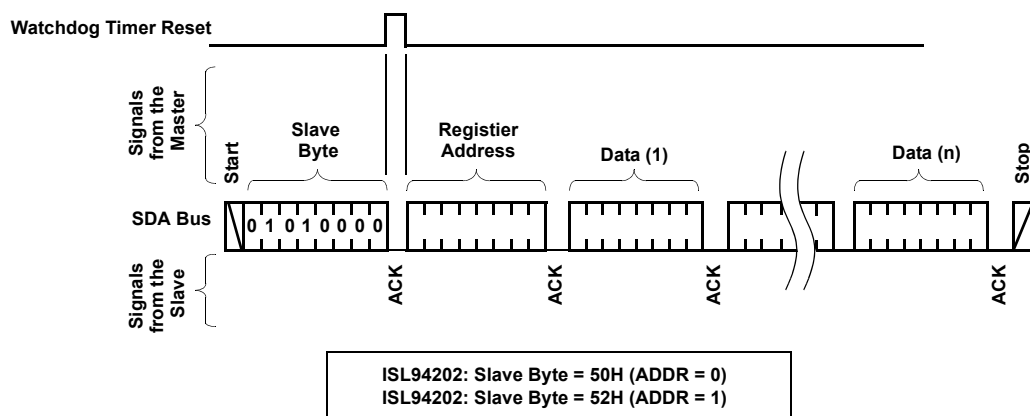 Watchdog Timer Reset
Signals
from the
Master
Start
Slave
Byte
Registier
Address
Data (1)
Data (n)
Stop
SDA Bus
0 1 0 1 0 0 0 0
Signals
from the
Slave
ACK
ACK
ACK
ACK
ISL94202: Slave Byte = 50H (ADDR = 0)
ISL94202: Slave Byte = 52H (ADDR = 1)